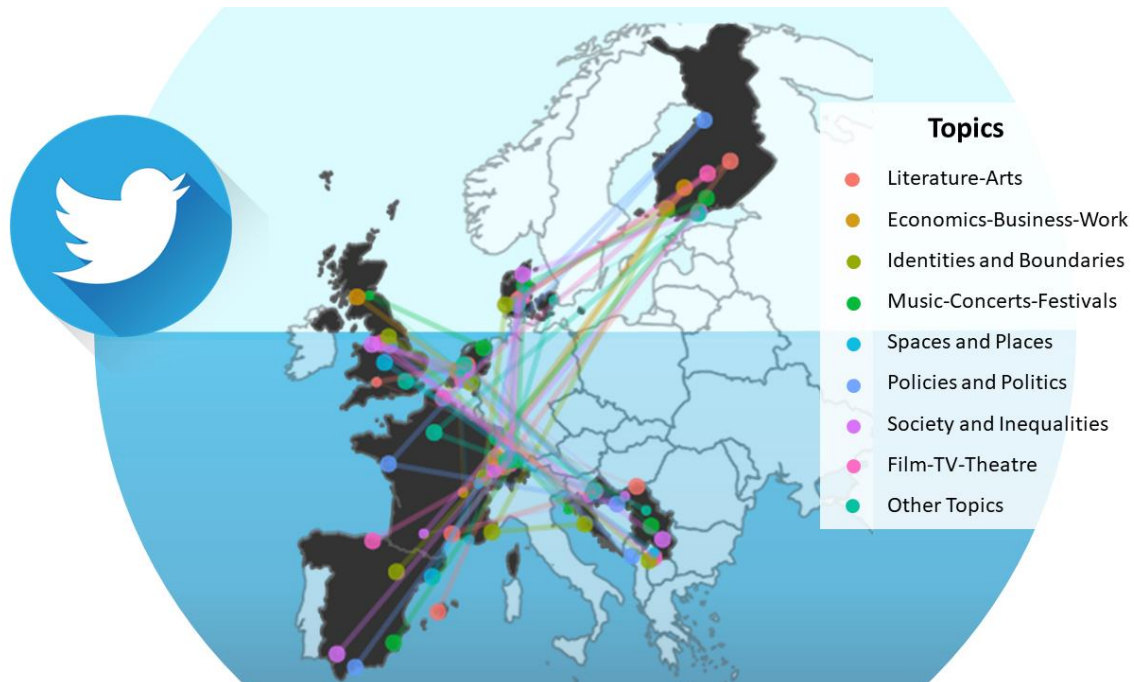 Topics
Literature-Arts
Economics-Business-Work
Identities and Boundaries
Music-Concerts-Festivals
Spaces and Places
Policies and Politics
Society and Inequalities
Film-TV-Theatre
Other Topics